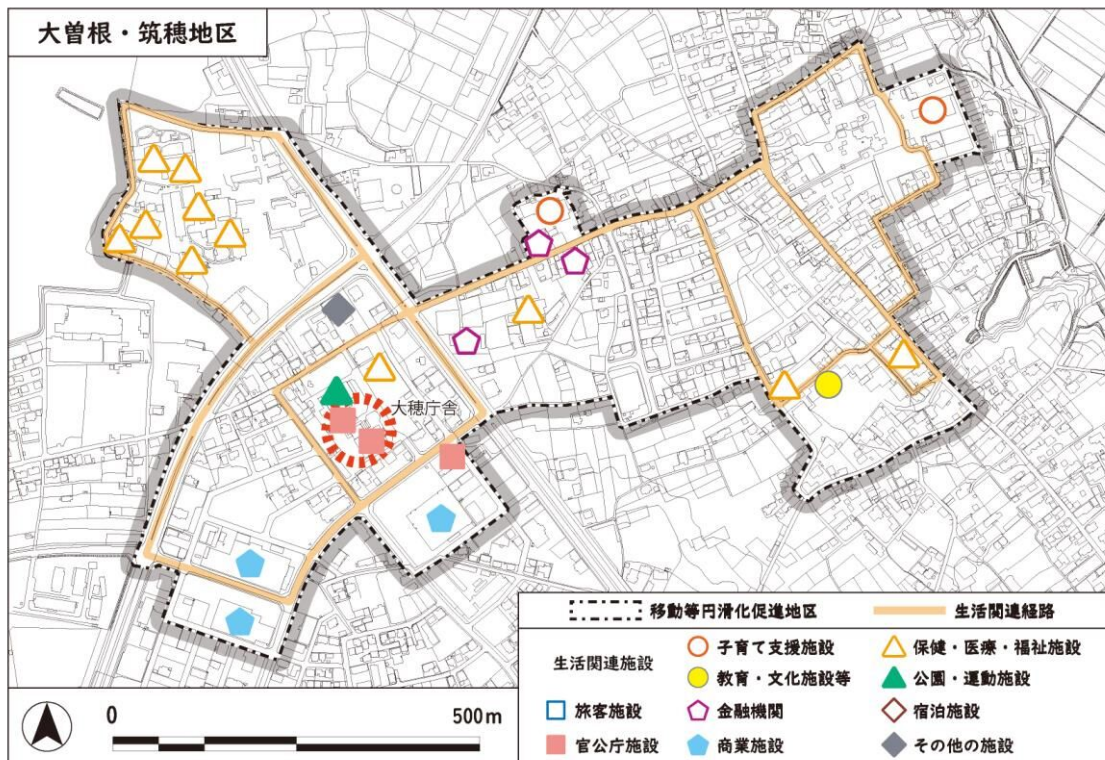 大曽根・筑穂地区
大穂庁舎
0 500m
移動等円滑化促進地区 生活関連経路
生活関連施設 子育て支援施設 保健・医療・福祉施設
教育・文化施設等 公園・運動施設
旅客施設 金融機関 宿泊施設
官公庁施設 商業施設 その他の施設